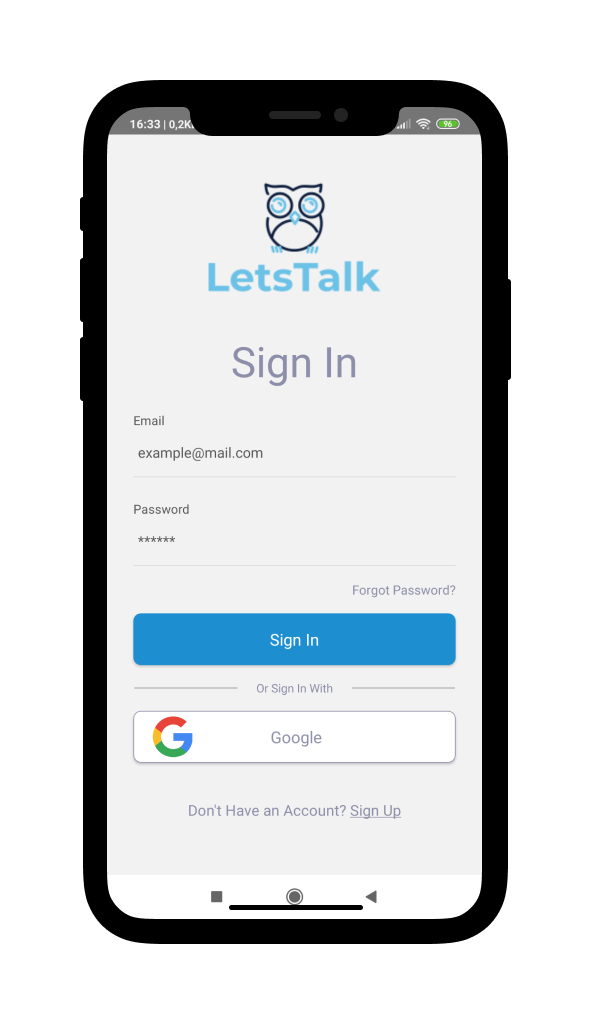 16:33 | 0,2K
96
LetsTalk
Sign In
Email
example@mail.com
Password
******
Forgot Password?
Sign In
Or Sign In With
Google
Don't Have an Account? Sign Up